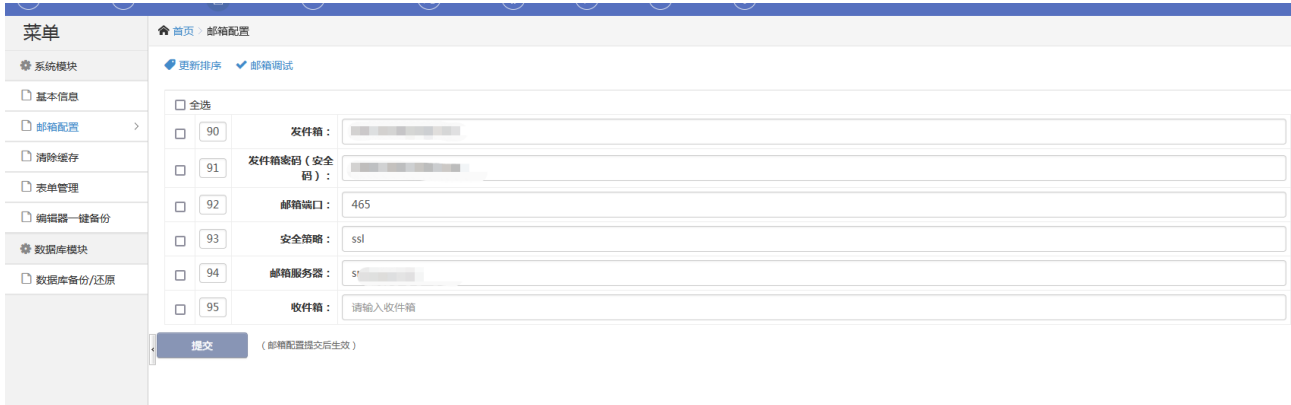 菜单
首页 > 邮箱配置
系统模块
更新排序 邮箱调试
基本信息
全选
邮箱配置 >
90 发件箱：
清除缓存
91 发件箱密码（安全
码）：
表单管理
92 邮箱端口： 465
编辑器一键备份
93 安全策略： ssl
数据库模块
94 邮箱服务器：
数据库备份/还原
95 收件箱： 请输入收件箱
提交 （邮箱配置提交后生效）